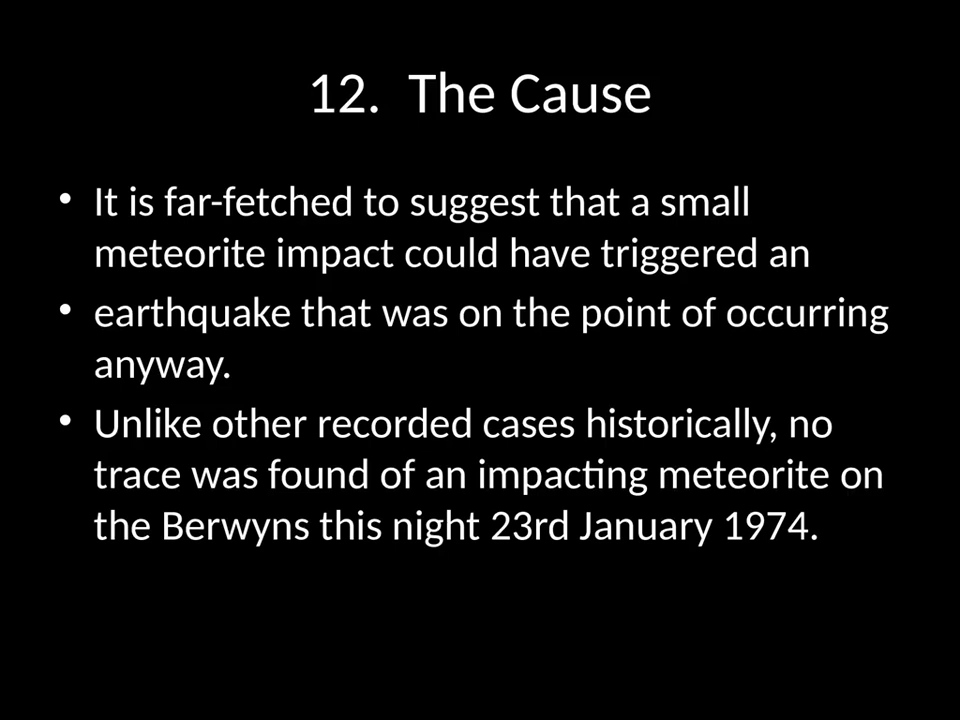 12.  The Cause
• It is far-fetched to suggest that a small
meteorite impact could have triggered an
• earthquake that was on the point of occurring
anyway.
• Unlike other recorded cases historically, no
trace was found of an impacting meteorite on
the Berwyns this night 23rd January 1974.